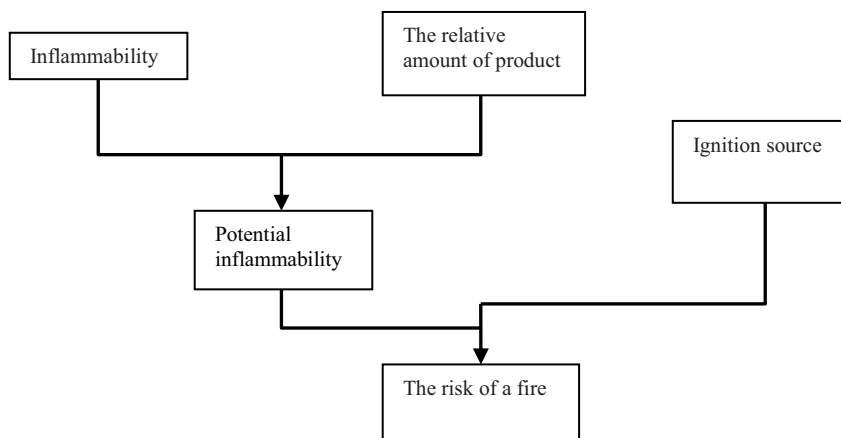 Inflammability
The relative
amount of product
Ignition source
Potential
inflammability
The risk of a fire